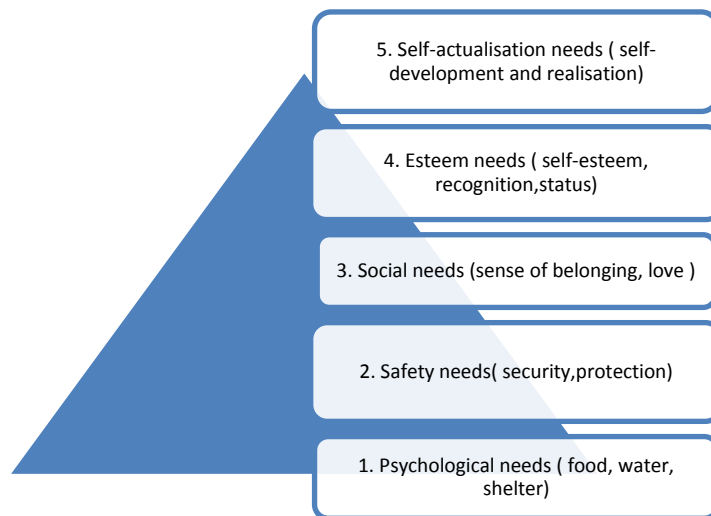 5. Self-actualisation needs ( self-
development and realisation)
4. Esteem needs ( self-esteem,
recognition,status)
3. Social needs (sense of belonging, love )
2. Safety needs( security,protection)
1. Psychological needs ( food, water,
shelter)